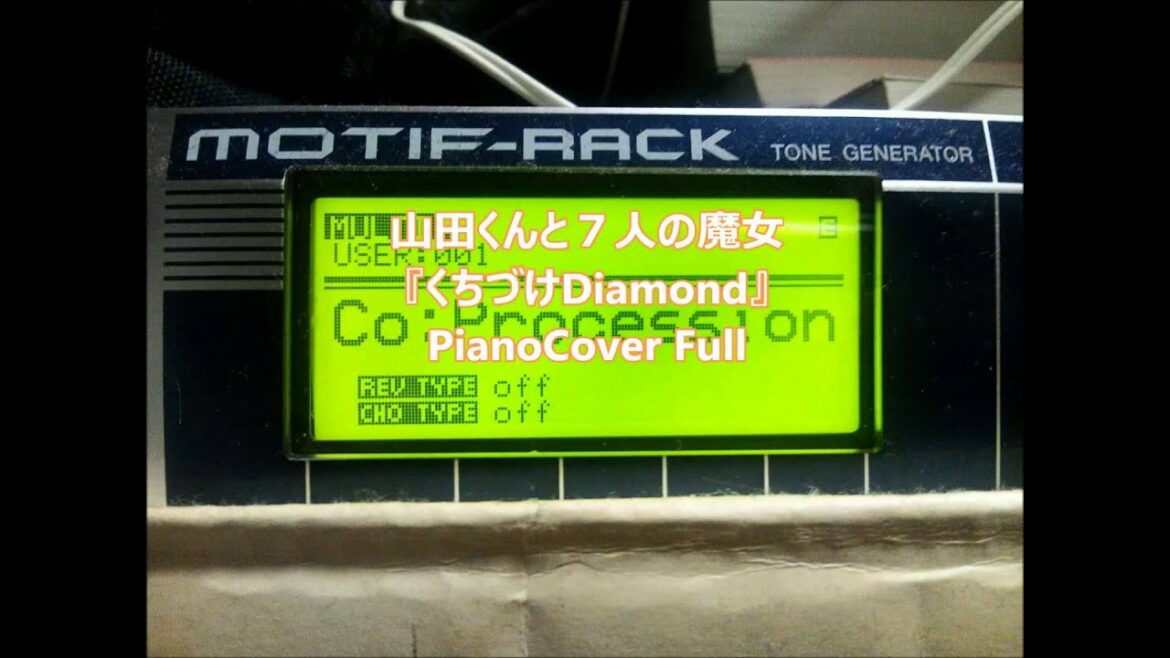 MOTIF-RACK TONE GENERATOR
山田くんと７人の魔女
USER:001
『くちづけDiamond』
Co:Procession
PianoCover Full
REV TYPE off
CHO TYPE off